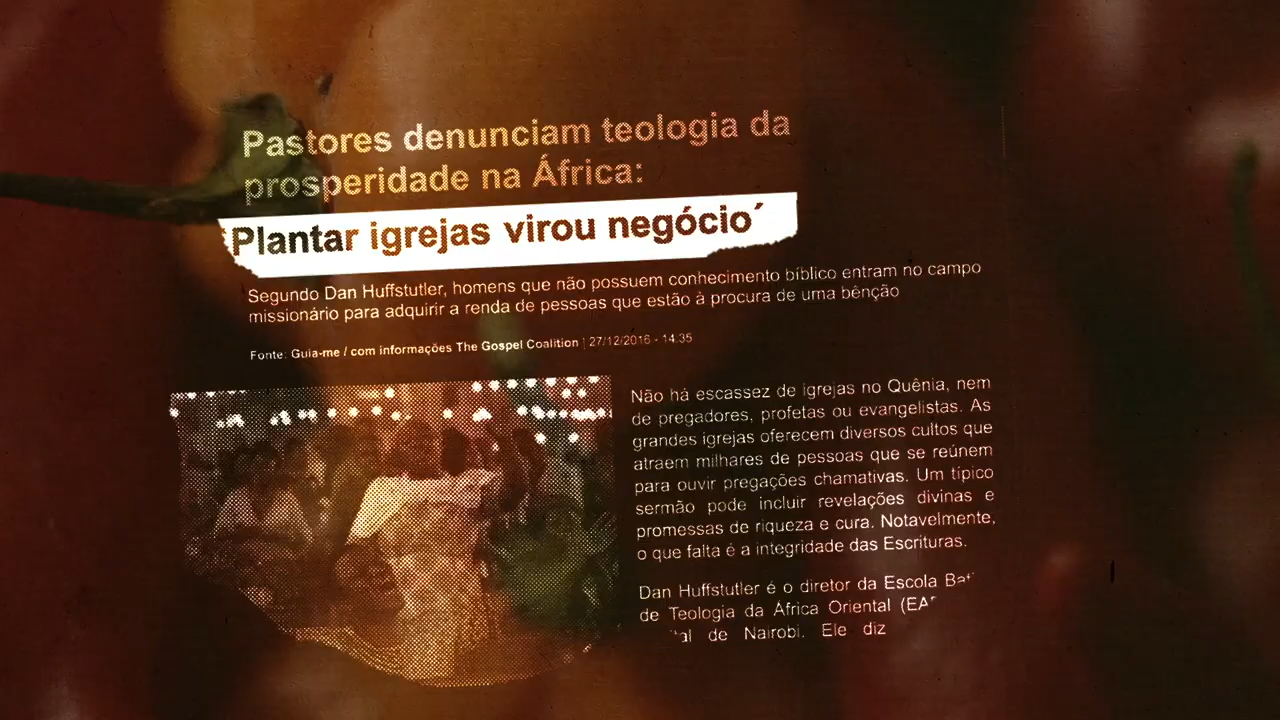 Pastores denunciam teologia da
prosperidade na África:
‘Plantar igrejas virou negócio´
Segundo Dan Huffstutler, homens que não possuem conhecimento bíblico entram no campo
missionário para adquirir a renda de pessoas que estão à procura de uma bênção
Fonte: Guia-me / com informações The Gospel Coalition | 27/12/2016 - 14:35
Não há escassez de igrejas no Quênia, nem
de pregadores, profetas ou evangelistas. As
grandes igrejas oferecem diversos cultos que
atraem milhares de pessoas que se reúnem
para ouvir pregações chamativas. Um típico
sermão pode incluir revelações divinas e
promessas de riqueza e cura. Notavelmente,
o que falta é a integridade das Escrituras.
Dan Huffstutler é o diretor da Escola
de Teologia da África Oriental
de Nairobi. Ele diz